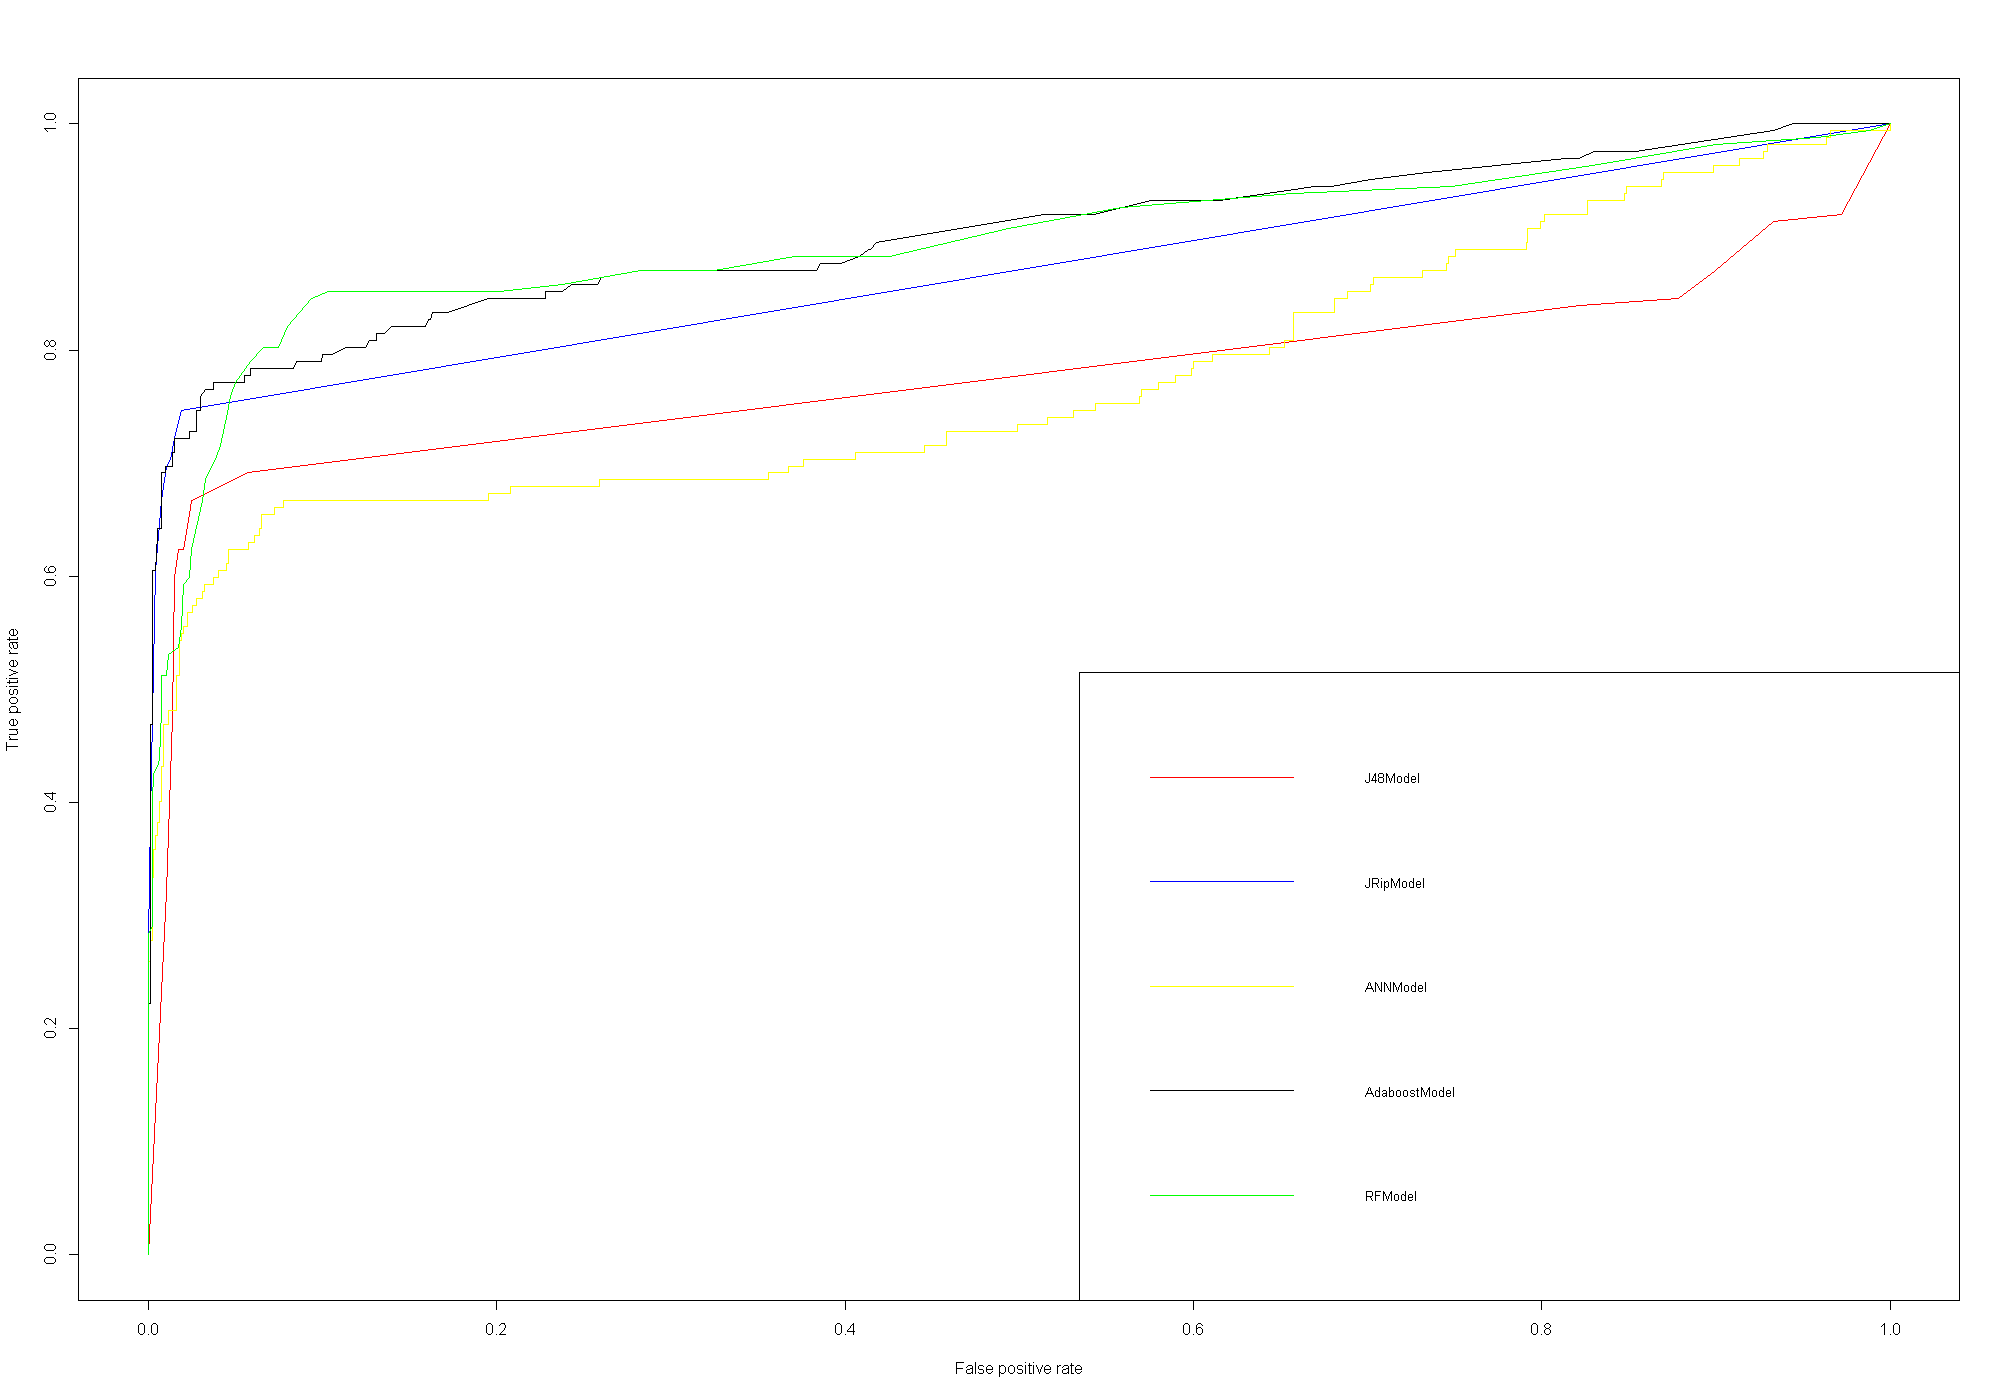 1.0
0.8
0.6
0.4
0.2
0.0
True positive rate
J48Model
JRipModel
ANNModel
AdaboostModel
RFModel
0.0 0.2 0.4 0.6 0.8 1.0
False positive rate